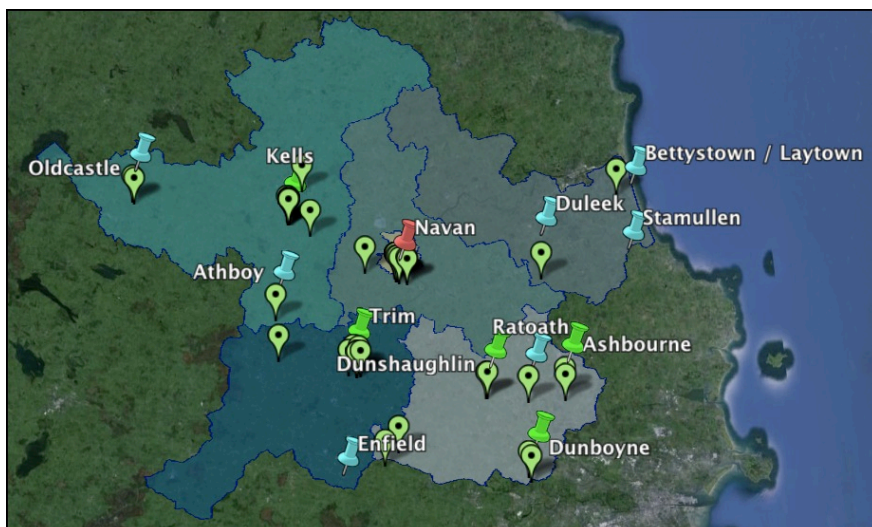 Bettystown / Laytown
Oldcastle
Kells
Duleek
Stamullen
Navan
Athboy
Trim
Ratoath
Ashbourne
Dunshaughlin
Enfield
Dunboyne